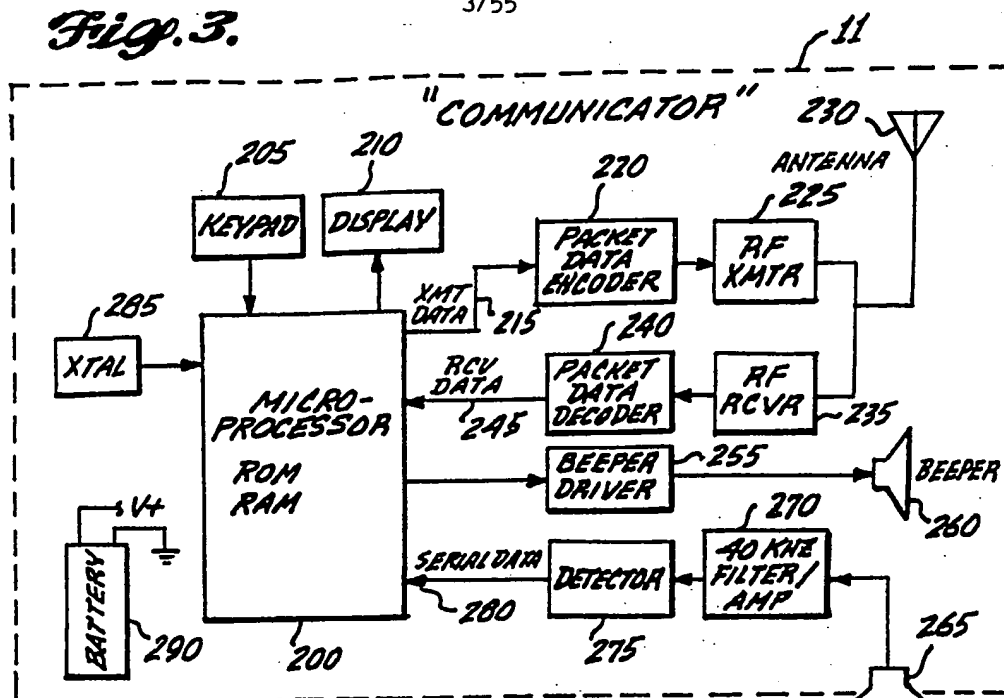 3/55
Fig. 3.
11
"COMMUNICATOR"
230
ANTENNA
205
KEYPAD
210
DISPLAY
220
PACKET
DATA
ENCODER
225
RF
XMTR
XMT
DATA
215
285
XTAL
MICRO-
PROCESSOR
ROM
RAM
200
RCV
DATA
245
240
PACKET
DATA
DECODER
RF
RCVR
235
BEEPER
DRIVER
255
BEEPER
260
V+
BATTERY
290
SERIAL DATA
280
DETECTOR
275
270
40 KHZ
FILTER/
AMP
265